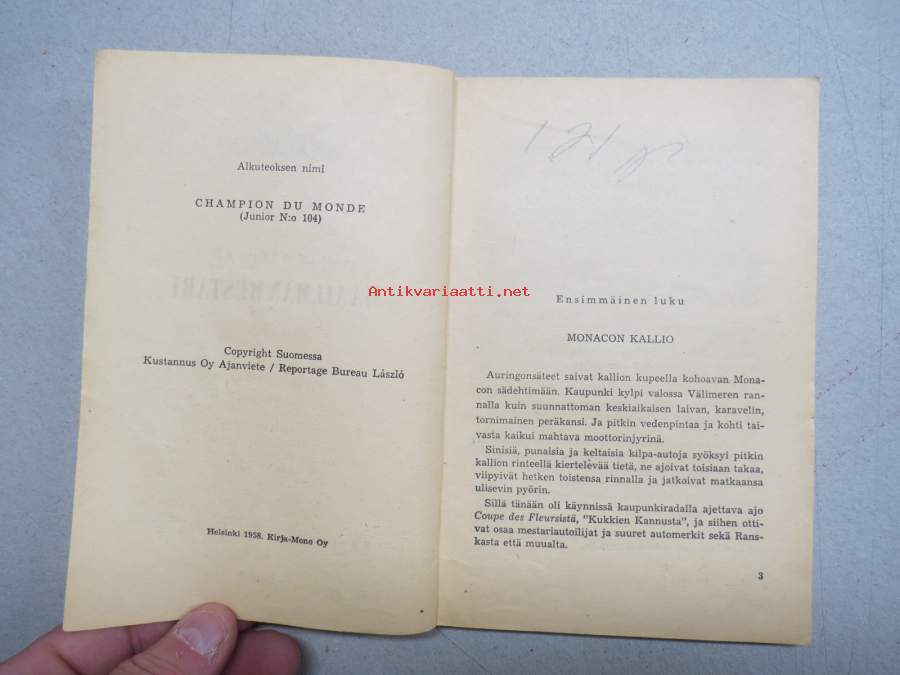 Alkuteoksen nimi
CHAMPION DU MONDE
(Junior N:o 104)
Copyright Suomessa
Kustannus Oy Ajanviete / Reportage Bureau László
Helsinki 1958. Kirja-Mono Oy
Antikvariaatti.net
Ensimmäinen luku
MONACON KALLIO
Auringonsäteet saivat kallion kupeella kohoavan Mona-
con sädehtimään. Kaupunki kylpi valossa Välimeren ran-
nalla kuin suunnattoman keskiaikaisen laivan, karavelin,
tornimainen peräkansi. Ja pitkin vedenpintaa ja kohti tai-
vasta kaikui mahtava moottorinjyrinä.
Sinisiä, punaisia ja keltaisia kilpa-autoja syöksyi pitkin
kallion rinteellä kiertelevää tietä, ne ajoivat toisiaan takaa,
viipyivät hetken toistensa rinnalla ja jatkoivat matkaansa
ulisevin pyörin.
Sillä tänään oli käynnissä kaupunkiradalla ajettava ajo
Coupe des Fleursistä, "Kukkien Kannusta", ja siihen otti-
vat osaa mestariautoilijat ja suuret automerkit sekä Rans-
kasta että muualta.
3